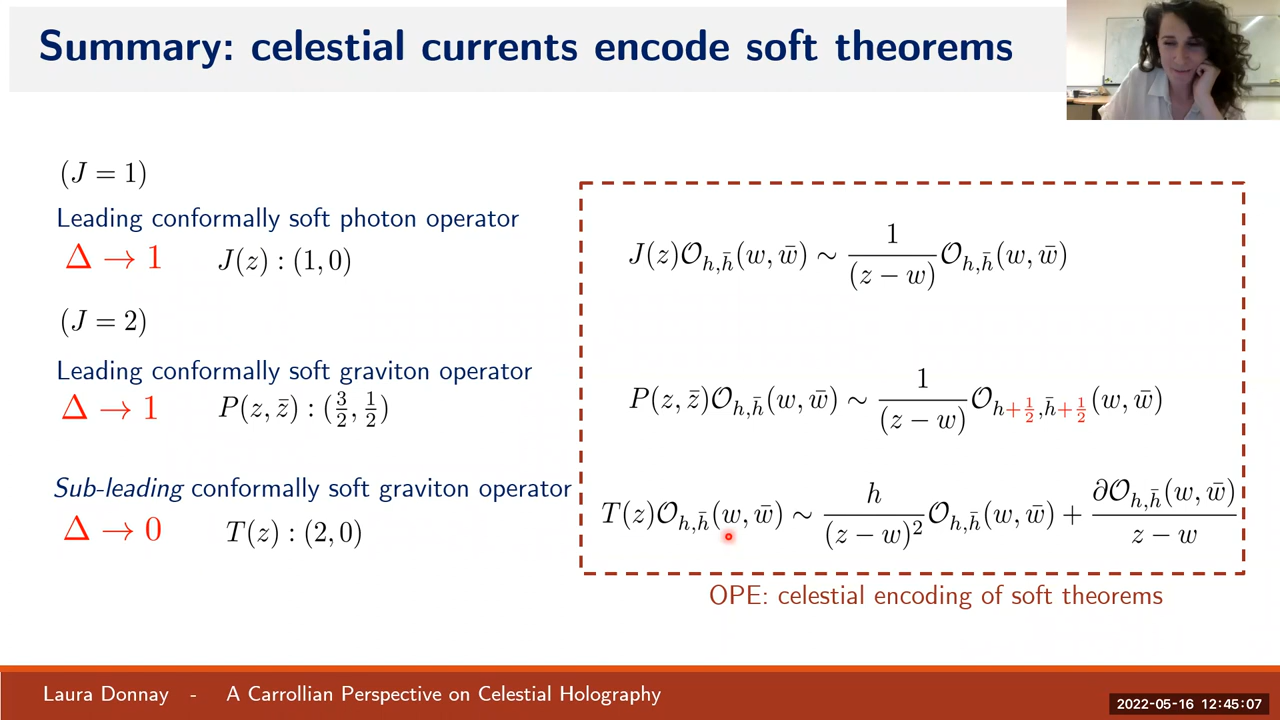 Summary: celestial currents encode soft theorems
(J = 1)
Leading conformally soft photon operator
Δ → 1 J(z) : (1, 0)
(J = 2)
Leading conformally soft graviton operator
Δ → 1 P(z, z̄) : (3/2, 1/2)
Sub-leading conformally soft graviton operator
Δ → 0 T(z) : (2, 0)
J(z)𝒪_{h,h̄}(w, w̄) ∼ 1/(z − w) 𝒪_{h,h̄}(w, w̄)
P(z, z̄)𝒪_{h,h̄}(w, w̄) ∼ 1/(z − w) 𝒪_{h+1/2,h̄+1/2}(w, w̄)
T(z)𝒪_{h,h̄}(w, w̄) ∼ h/(z − w)² 𝒪_{h,h̄}(w, w̄) + ∂𝒪_{h,h̄}(w, w̄)/z − w
OPE: celestial encoding of soft theorems
Laura Donnay - A Carrollian Perspective on Celestial Holography
2022-05-16 12:45:07